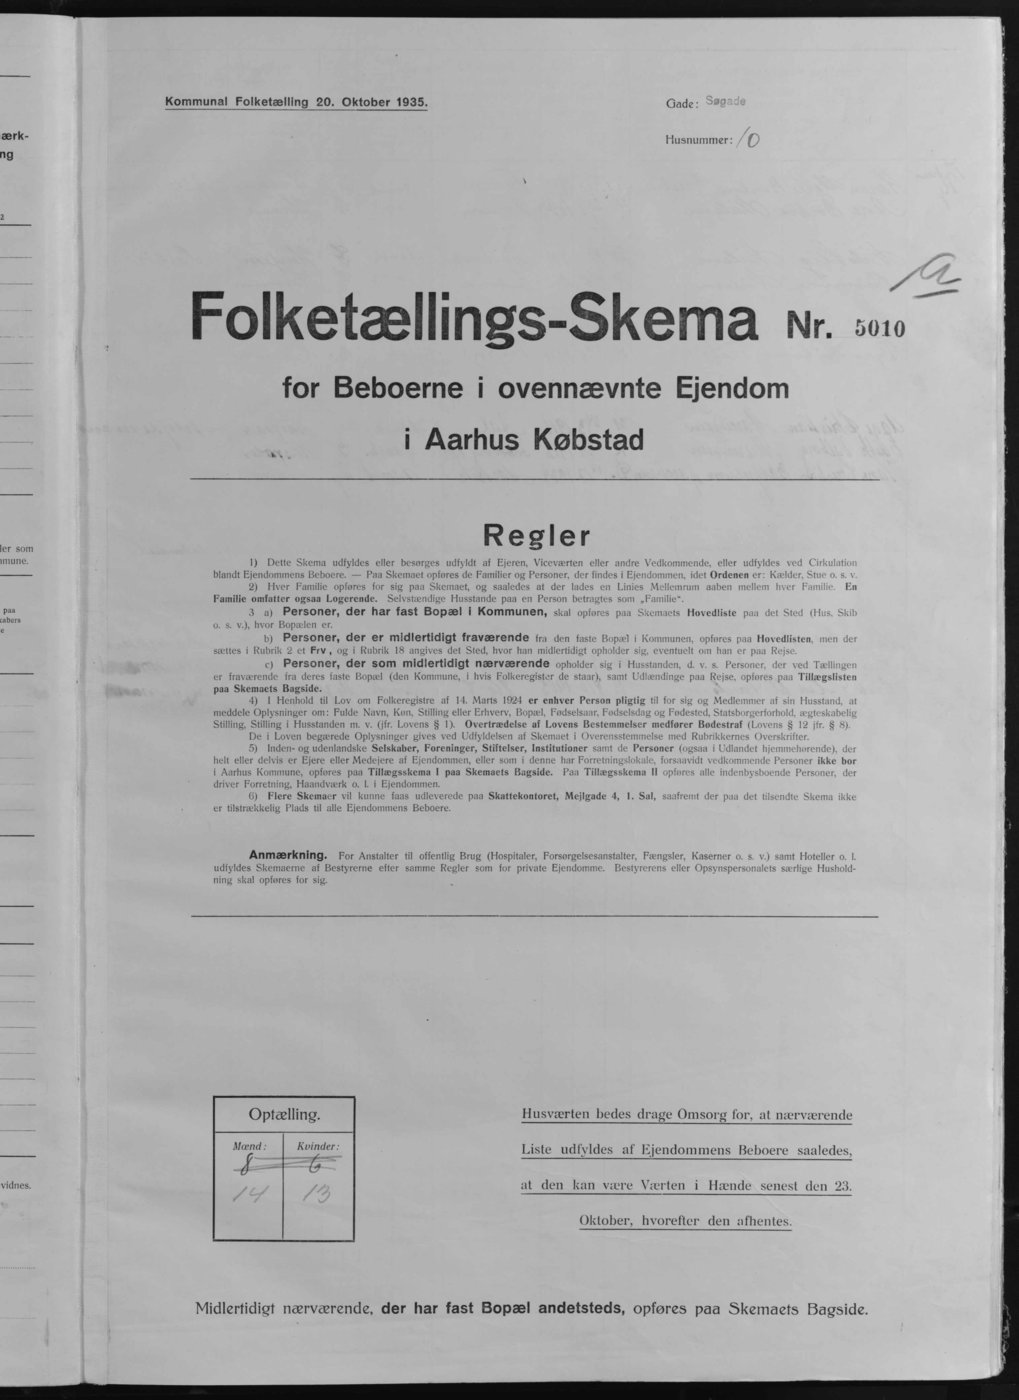 Kommunal Folketælling 20. Oktober 1935.
Gade: Søgade
Husnummer: 10
a
Folketællings-Skema Nr. 5010
for Beboerne i ovennævnte Ejendom
i Aarhus Købstad
Regler
1) Dette Skema udfyldes eller besørges udfyldt af Ejeren, Viceværten eller andre Vedkommende, eller udfyldes ved Cirkulation
blandt Ejendommens Beboere. — Paa Skemaet opføres de Familier og Personer, der findes i Ejendommen, idet Ordenen er: Kælder, Stue o. s. v.
2) Hver Familie opføres for sig paa Skemaet, og saaledes at der lades en Linies Mellemrum aaben mellem hver Familie. En
Familie omfatter ogsaa Logerende. Selvstændige Husstande paa en Person betragtes som „Familie“.
3 a) Personer, der har fast Bopæl i Kommunen, skal opføres paa Skemaets Hovedliste paa det Sted (Hus, Skib
o. s. v.), hvor Bopælen er.
b) Personer, der er midlertidigt fraværende fra den faste Bopæl i Kommunen, opføres paa Hovedlisten, men der
sættes i Rubrik 2 et Frv, og i Rubrik 18 angives det Sted, hvor han midlertidigt opholder sig, eventuelt om han er paa Rejse.
c) Personer, der som midlertidigt nærværende opholder sig i Husstanden, d. v. s. Personer, der ved Tællingen
er fraværende fra deres faste Bopæl (den Kommune, i hvis Folkeregister de staar), samt Udlændinge paa Rejse, opføres paa Tillægslisten
paa Skemaets Bagside.
4) I Henhold til Lov om Folkeregistre af 14. Marts 1924 er enhver Person pligtig til for sig og Medlemmer af sin Husstand, at
meddele Oplysninger om: Fulde Navn, Køn, Stilling eller Erhverv, Bopæl, Fødselsaar, Fødselsdag og Fødested, Statsborgerforhold, ægteskabelig
Stilling, Stilling i Husstanden m. v. (jfr. Lovens § 1). Overtrædelse af Lovens Bestemmelser medfører Bødestraf (Lovens § 12 jfr. § 8).
De i Loven begærede Oplysninger gives ved Udfyldelsen af Skemaet i Overensstemmelse med Rubrikkernes Overskrifter.
5) Inden- og udenlandske Selskaber, Foreninger, Stiftelser, Institutioner samt de Personer (ogsaa i Udlandet hjemmehørende), der
helt eller delvis er Ejere eller Medejere af Ejendommen, eller som i denne har Forretningslokale, forsaavidt vedkommende Personer ikke bor
i Aarhus Kommune, opføres paa Tillægsskema I paa Skemaets Bagside. Paa Tillægsskema II opføres alle indenbysboende Personer, der
driver Forretning, Haandværk o. l. i Ejendommen.
6) Flere Skemaer vil kunne faas udleverede paa Skattekontoret, Mejlgade 4, 1. Sal, saafremt der paa det tilsendte Skema ikke
er tilstrækkelig Plads til alle Ejendommens Beboere.
Anmærkning. For Anstalter til offentlig Brug (Hospitaler, Forsørgelsesanstalter, Fængsler, Kaserner o. s. v.) samt Hoteller o. l.
udfyldes Skemaerne af Bestyrerne efter samme Regler som for private Ejendomme. Bestyrerens eller Opsynspersonalets særlige Hushold-
ning skal opføres for sig.
Optælling.
Mænd: Kvinder:
8 6
14 13
Husværten bedes drage Omsorg for, at nærværende
Liste udfyldes af Ejendommens Beboere saaledes,
at den kan være Værten i Hænde senest den 23.
Oktober, hvorefter den afhentes.
Midlertidigt nærværende, der har fast Bopæl andetsteds, opføres paa Skemaets Bagside.
ærk-
ng
2
ler som
mmune.
paa
cabers
e
vidnes.